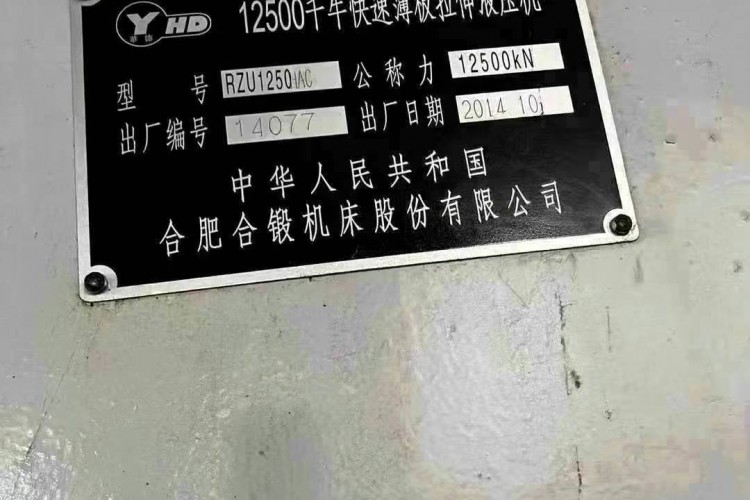 YHD 12500千牛快速薄板拉伸液压机
型号 RZU1250HAC 公称力 12500kN
出厂编号 14077 出厂日期 2014 10
中华人民共和国
合肥合锻机床股份有限公司